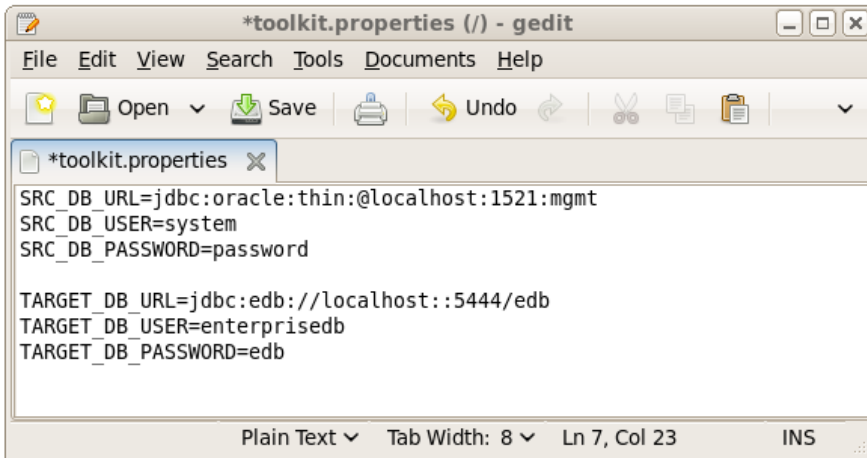 *toolkit.properties (/) - gedit
File Edit View Search Tools Documents Help
Open Save Undo
*toolkit.properties
SRC_DB_URL=jdbc:oracle:thin:@localhost:1521:mgmt
SRC_DB_USER=system
SRC_DB_PASSWORD=password
TARGET_DB_URL=jdbc:edb://localhost::5444/edb
TARGET_DB_USER=enterprisedb
TARGET_DB_PASSWORD=edb
Plain Text Tab Width: 8 Ln 7, Col 23 INS